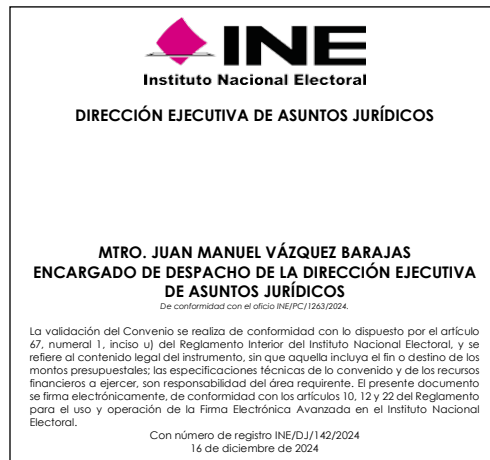 INE
Instituto Nacional Electoral
DIRECCIÓN EJECUTIVA DE ASUNTOS JURÍDICOS
MTRO. JUAN MANUEL VÁZQUEZ BARAJAS
ENCARGADO DE DESPACHO DE LA DIRECCIÓN EJECUTIVA
DE ASUNTOS JURÍDICOS
De conformidad con el oficio INE/PC/1263/2024.
La validación del Convenio se realiza de conformidad con lo dispuesto por el artículo
67, numeral 1, inciso u) del Reglamento Interior del Instituto Nacional Electoral, y se
refiere al contenido legal del instrumento, sin que aquella incluya el fin o destino de los
montos presupuestales; las especificaciones técnicas de lo convenido y de los recursos
financieros a ejercer, son responsabilidad del área requirente. El presente documento
se firma electrónicamente, de conformidad con los artículos 10, 12 y 22 del Reglamento
para el uso y operación de la Firma Electrónica Avanzada en el Instituto Nacional
Electoral.
Con número de registro INE/DJ/142/2024
16 de diciembre de 2024